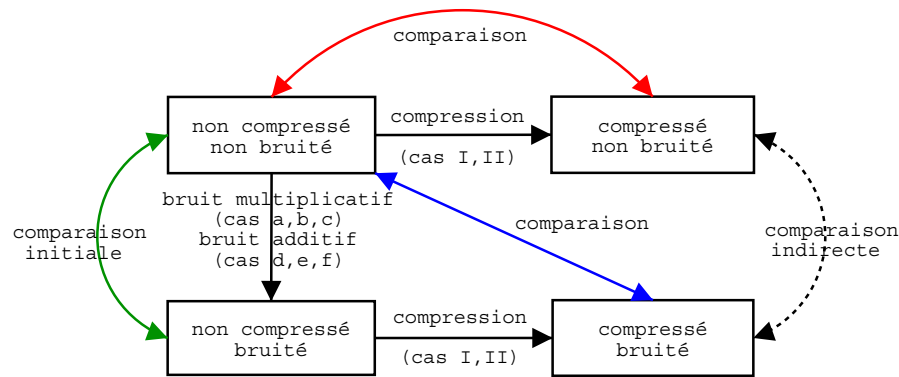 comparaison
non compressé
non bruité
compression
(cas I,II)
compressé
non bruité
bruit multiplicatif
(cas a,b,c)
bruit additif
(cas d,e,f)
comparaison
initiale
comparaison
comparaison
indirecte
non compressé
bruité
compression
(cas I,II)
compressé
bruité